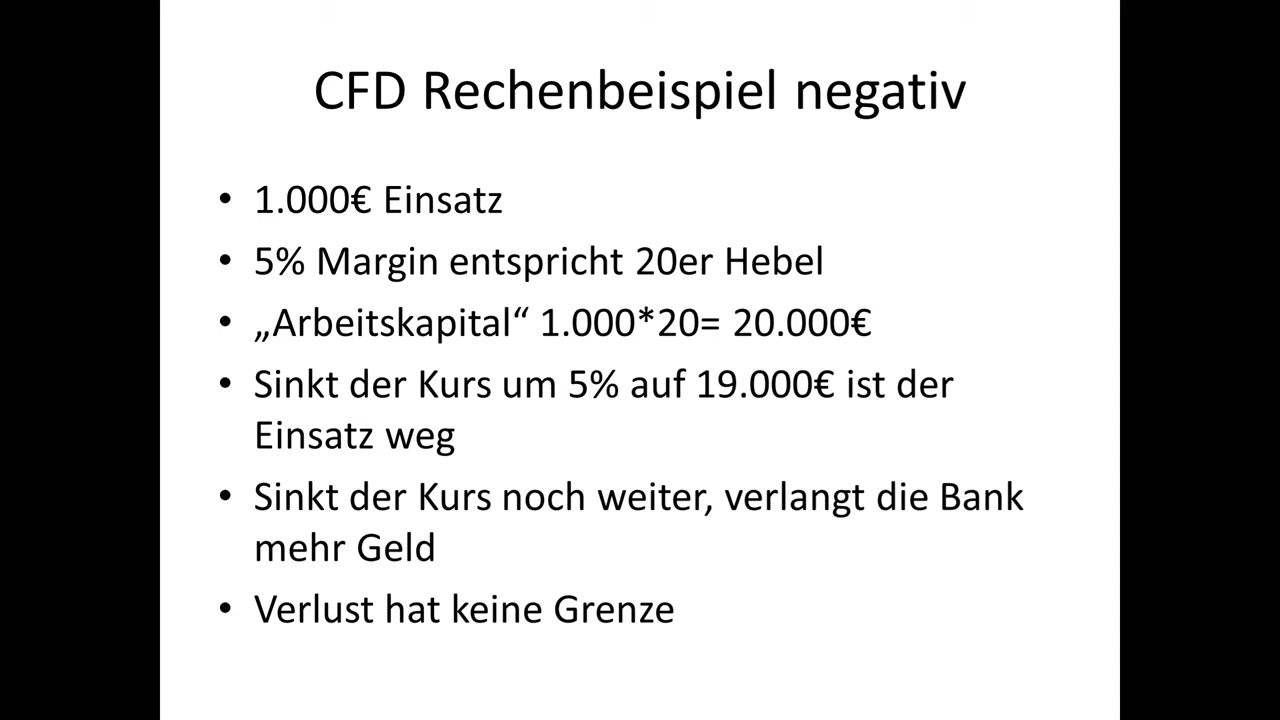 CFD Rechenbeispiel negativ
• 1.000€ Einsatz
• 5% Margin entspricht 20er Hebel
• „Arbeitskapital“ 1.000*20= 20.000€
• Sinkt der Kurs um 5% auf 19.000€ ist der
Einsatz weg
• Sinkt der Kurs noch weiter, verlangt die Bank
mehr Geld
• Verlust hat keine Grenze